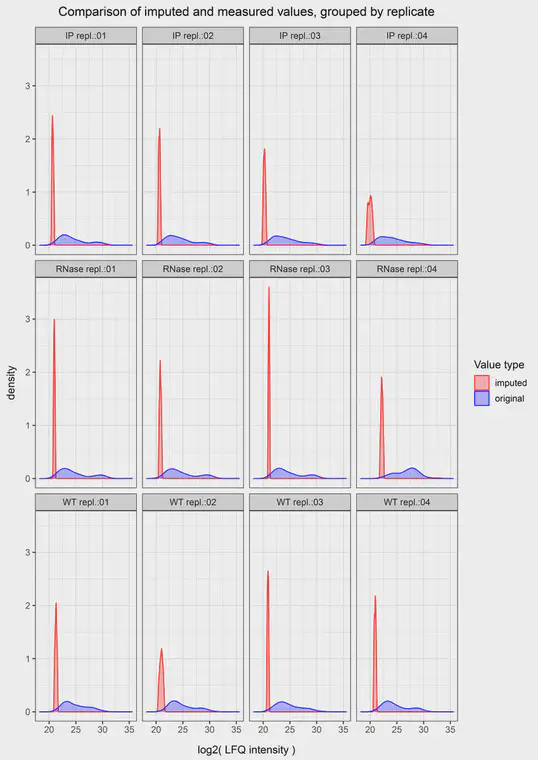 Comparison of imputed and measured values, grouped by replicate
IP repl.:01 IP repl.:02 IP repl.:03 IP repl.:04
3
2
1
0
RNase repl.:01 RNase repl.:02 RNase repl.:03 RNase repl.:04
3
2
1
0
density
Value type
imputed
original
WT repl.:01 WT repl.:02 WT repl.:03 WT repl.:04
3
2
1
0
20 25 30 35 20 25 30 35 20 25 30 35 20 25 30 35
log2( LFQ intensity )